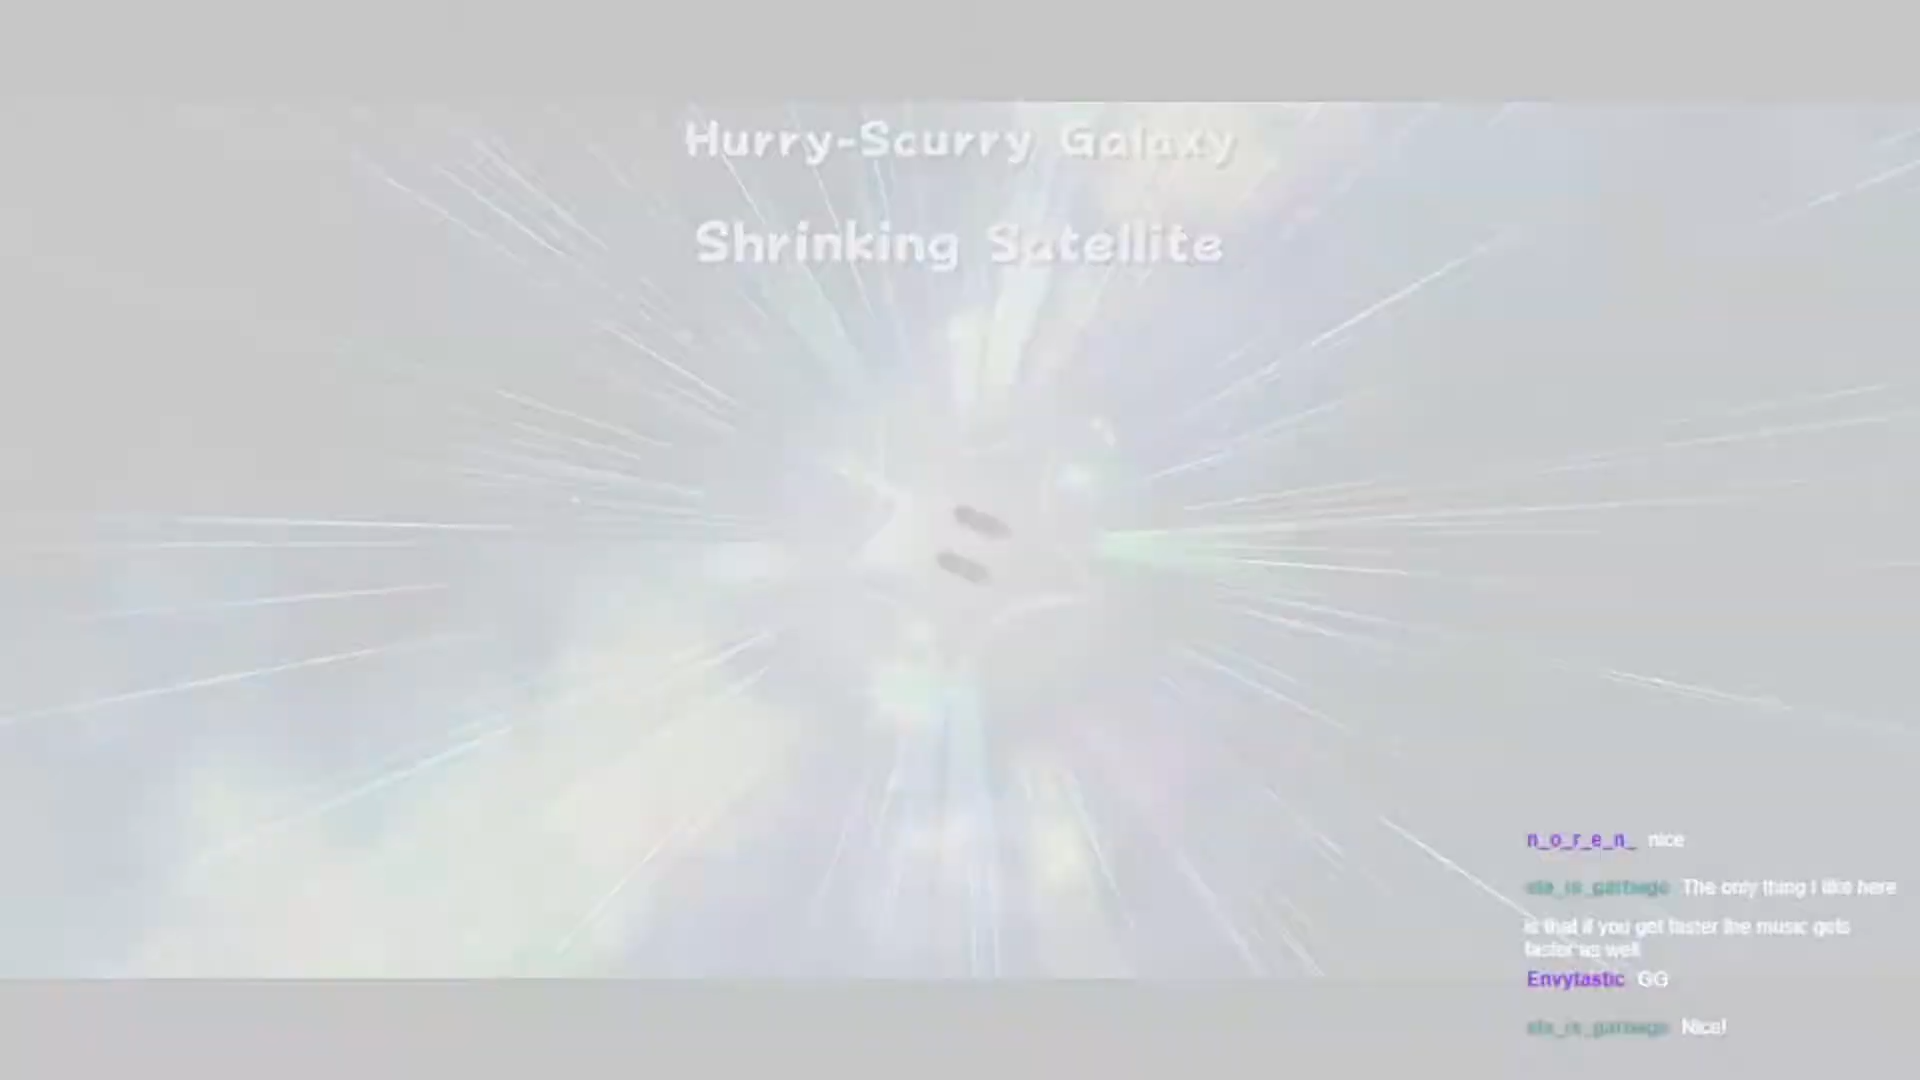 Hurry-Scurry Galaxy
Shrinking Satellite
n_o_r_e_n_ nice
The only thing I like here
is that if you get faster the music gets
faster as well
Envytastic GG
Nice!